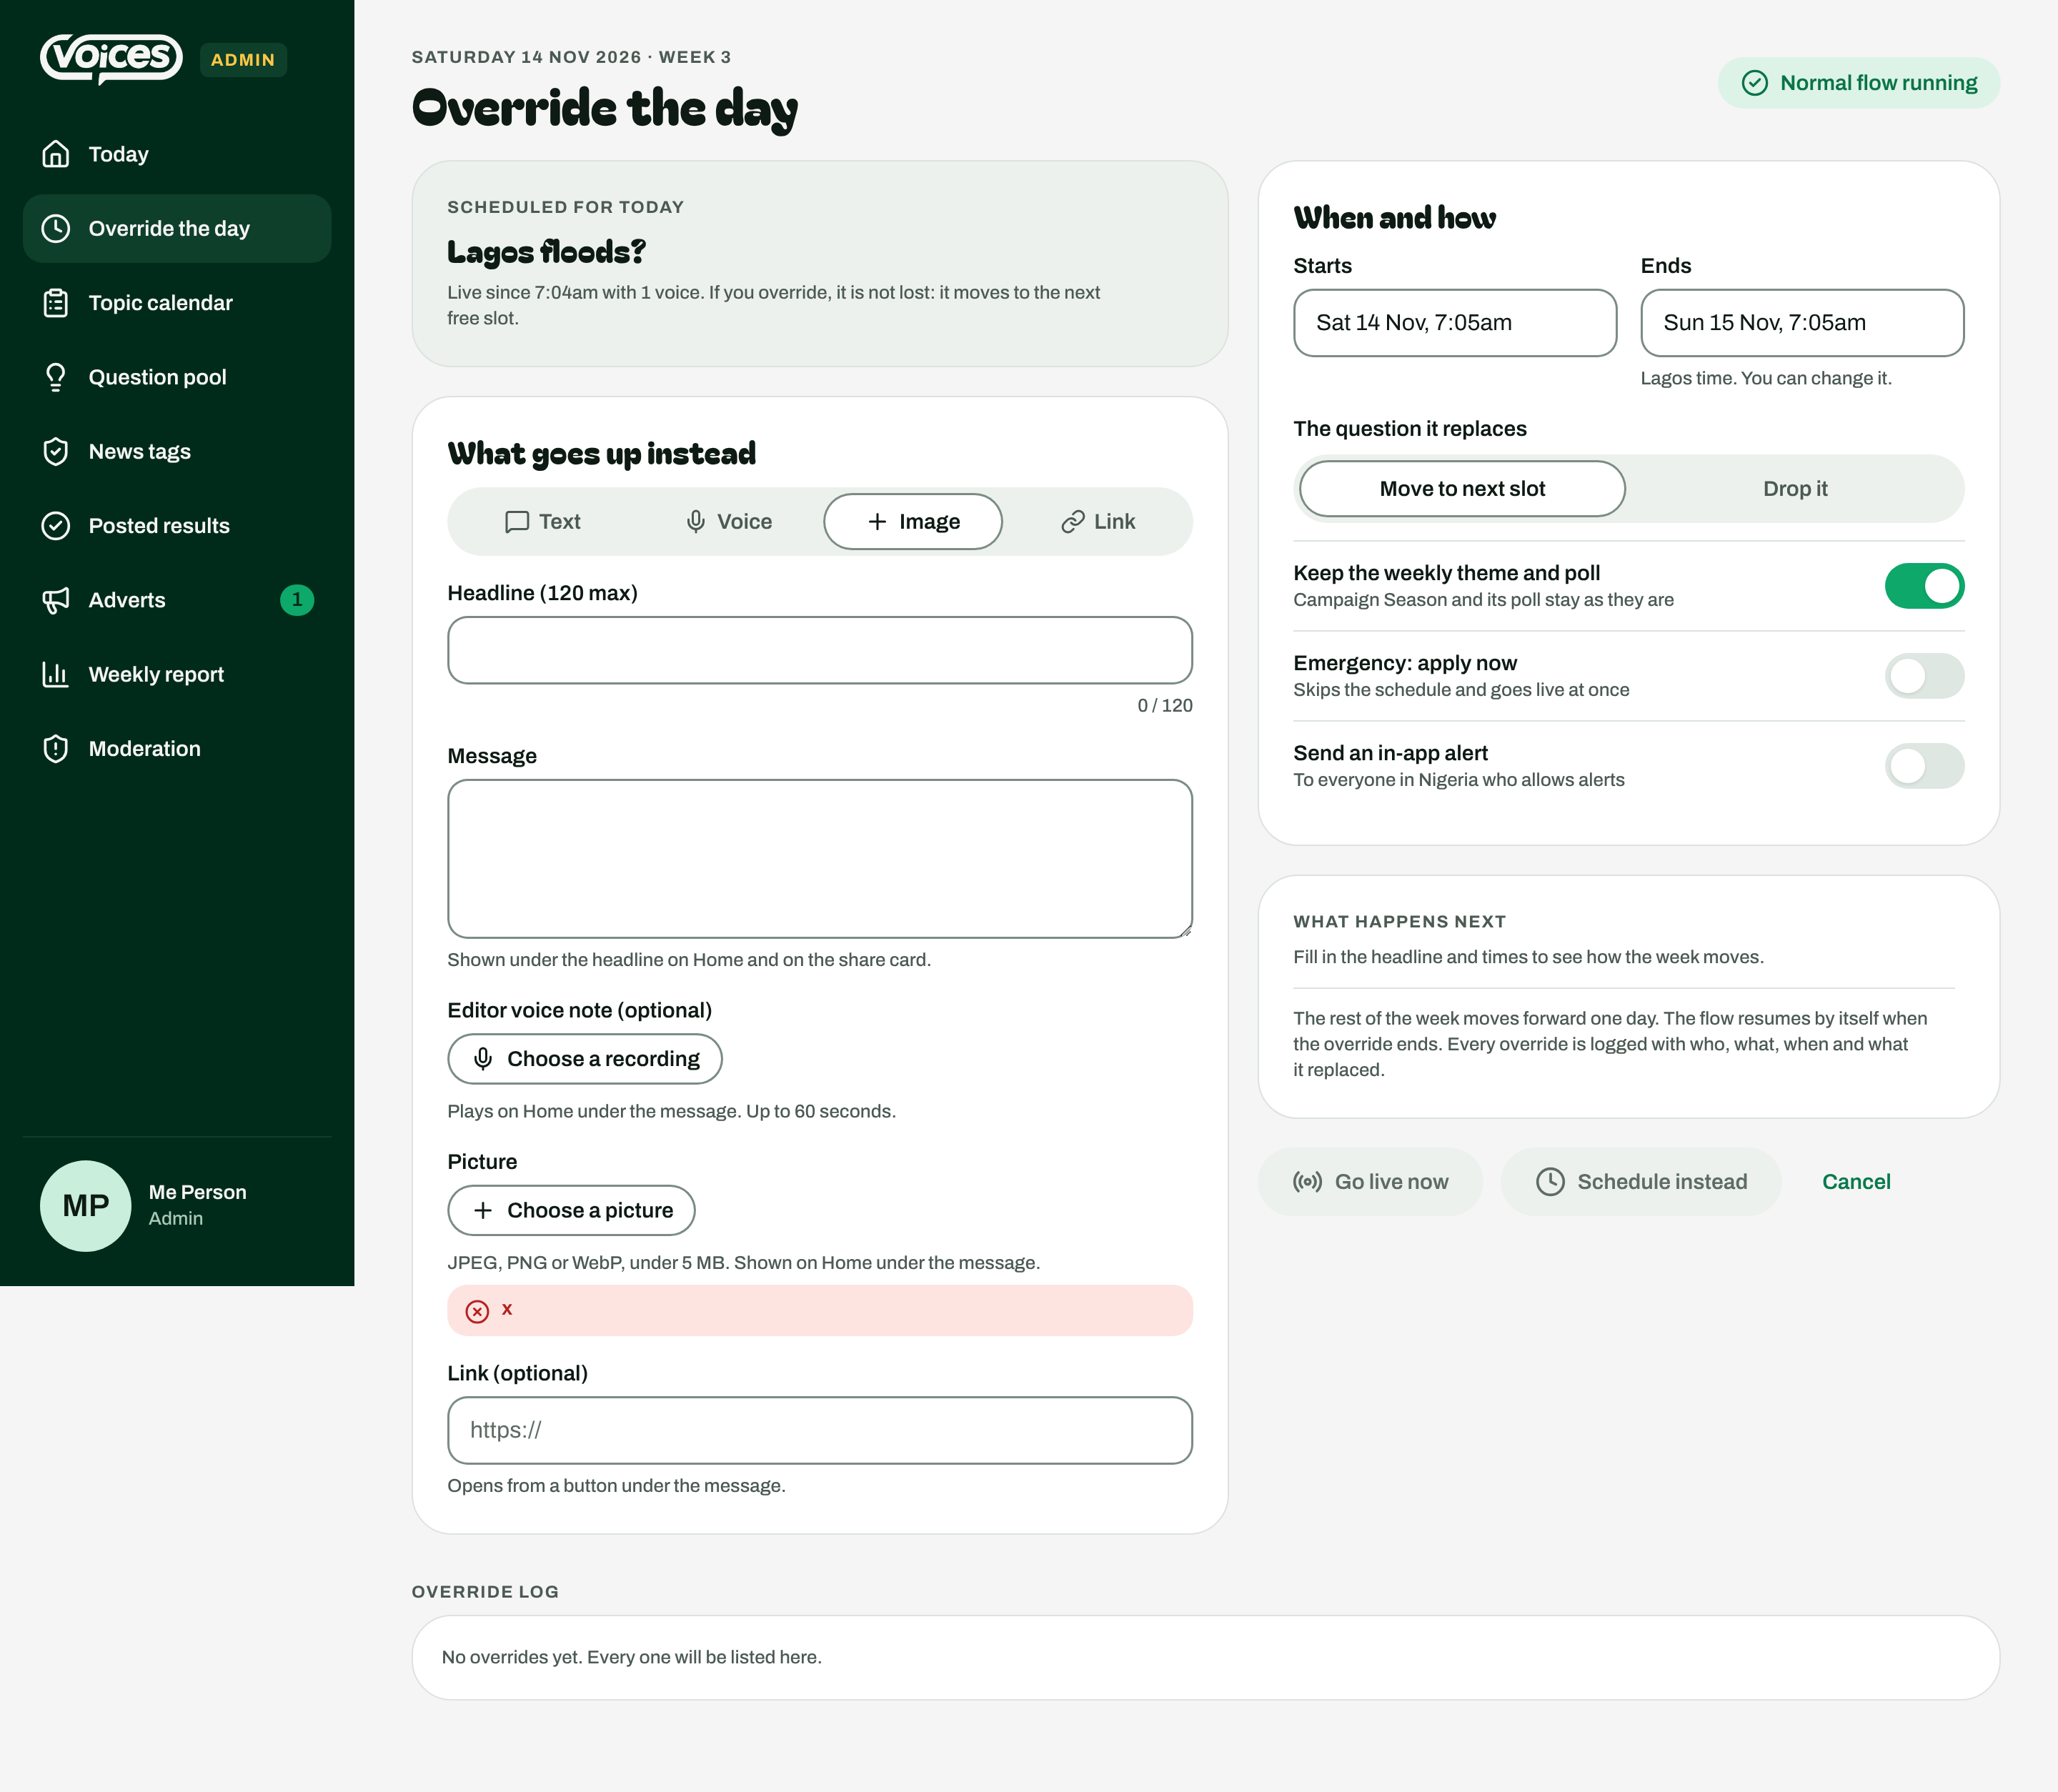 Voices
ADMIN
Today
Override the day
Topic calendar
Question pool
News tags
Posted results
Adverts
1
Weekly report
Moderation
MP
Me Person
Admin
SATURDAY 14 NOV 2026 · WEEK 3
Override the day
Normal flow running
SCHEDULED FOR TODAY
Lagos floods?
Live since 7:04am with 1 voice. If you override, it is not lost: it moves to the next
free slot.
What goes up instead
Text
Voice
Image
Link
Headline (120 max)
0 / 120
Message
Shown under the headline on Home and on the share card.
Editor voice note (optional)
Choose a recording
Plays on Home under the message. Up to 60 seconds.
Picture
Choose a picture
JPEG, PNG or WebP, under 5 MB. Shown on Home under the message.
x
Link (optional)
https://
Opens from a button under the message.
When and how
Starts
Ends
Sat 14 Nov, 7:05am
Sun 15 Nov, 7:05am
Lagos time. You can change it.
The question it replaces
Move to next slot
Drop it
Keep the weekly theme and poll
Campaign Season and its poll stay as they are
Emergency: apply now
Skips the schedule and goes live at once
Send an in-app alert
To everyone in Nigeria who allows alerts
WHAT HAPPENS NEXT
Fill in the headline and times to see how the week moves.
The rest of the week moves forward one day. The flow resumes by itself when
the override ends. Every override is logged with who, what, when and what
it replaced.
Go live now
Schedule instead
Cancel
OVERRIDE LOG
No overrides yet. Every one will be listed here.